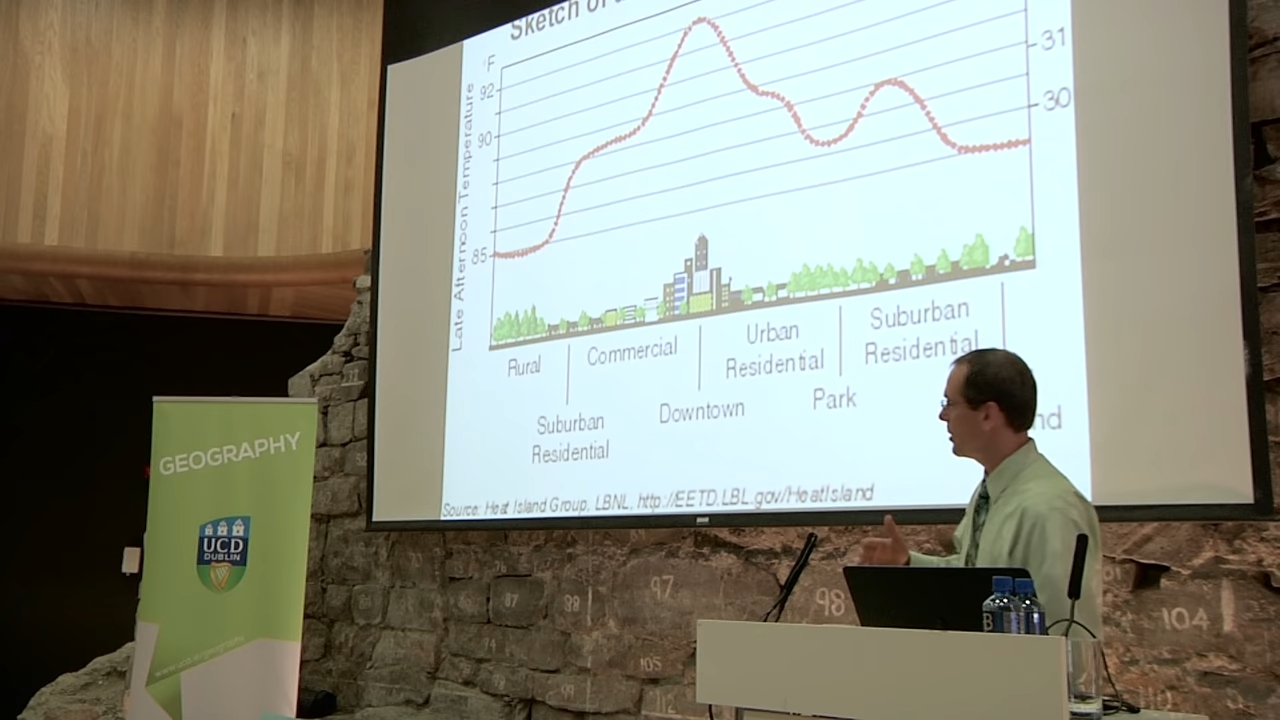 Sketch of
°F
92
90
85
Late Afternoon Temperature
31
30
Rural
Commercial
Urban
Residential
Suburban
Residential
Suburban
Residential
Downtown
Park
Source: Heat Island Group, LBNL, http://EETD.LBL.gov/HeatIsland
GEOGRAPHY
UCD
DUBLIN
97
98
87
99
105
104